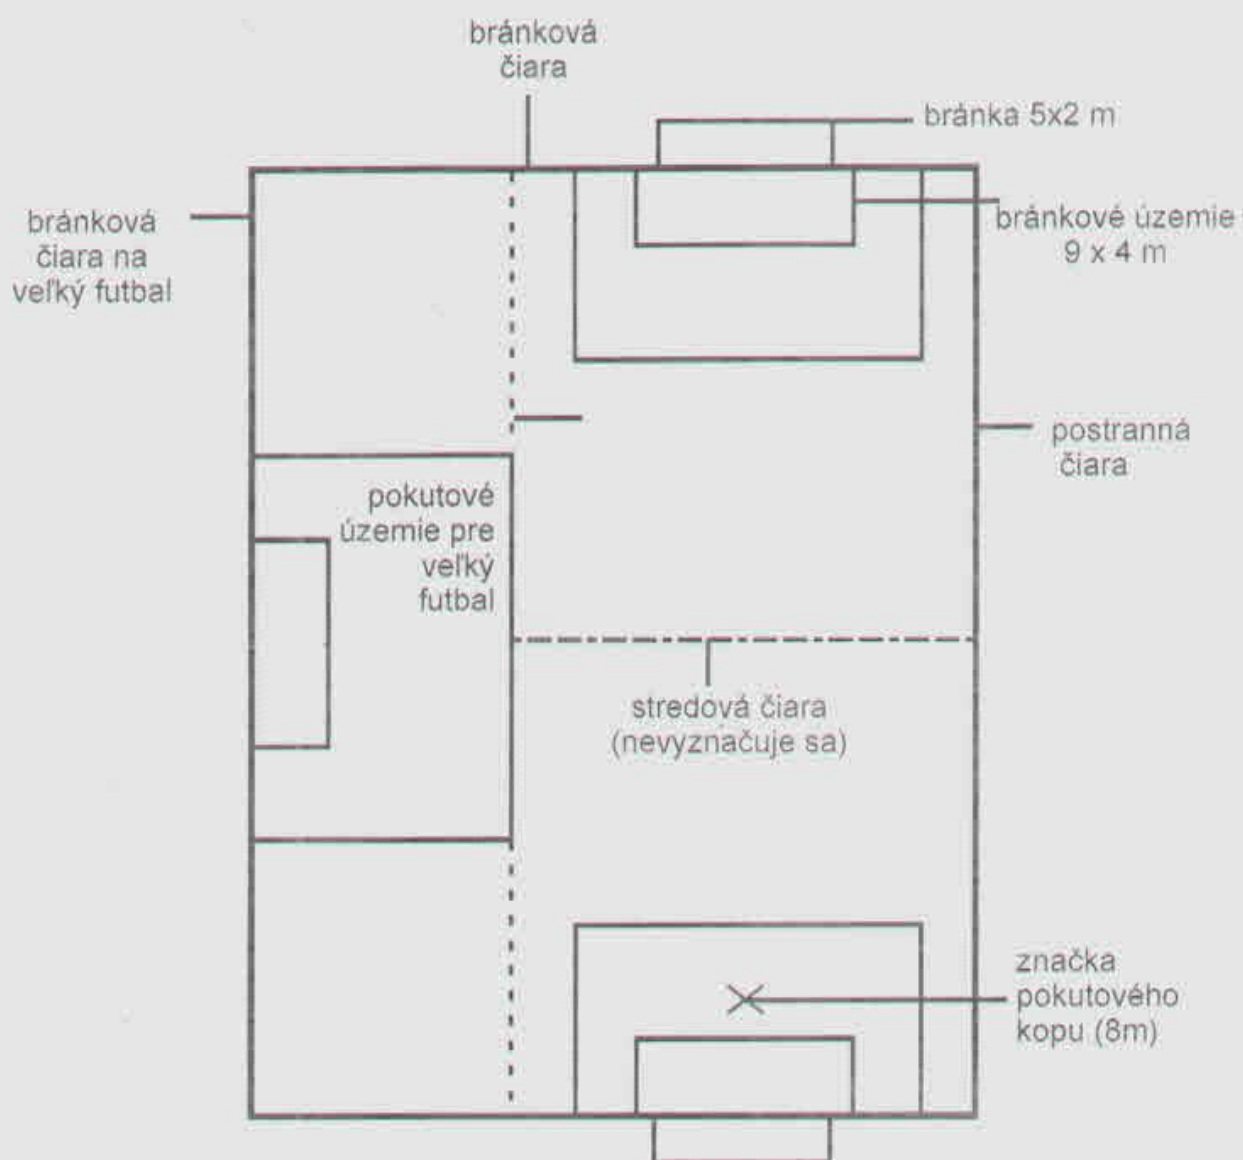 bránková
čiara
bránka 5x2 m
bránková
čiara na
veľký futbal
bránkové územie
9 x 4 m
postranná
čiara
pokutové
územie pre
veľký
futbal
stredová čiara
(nevyznačuje sa)
značka
pokutového
kopu (8m)